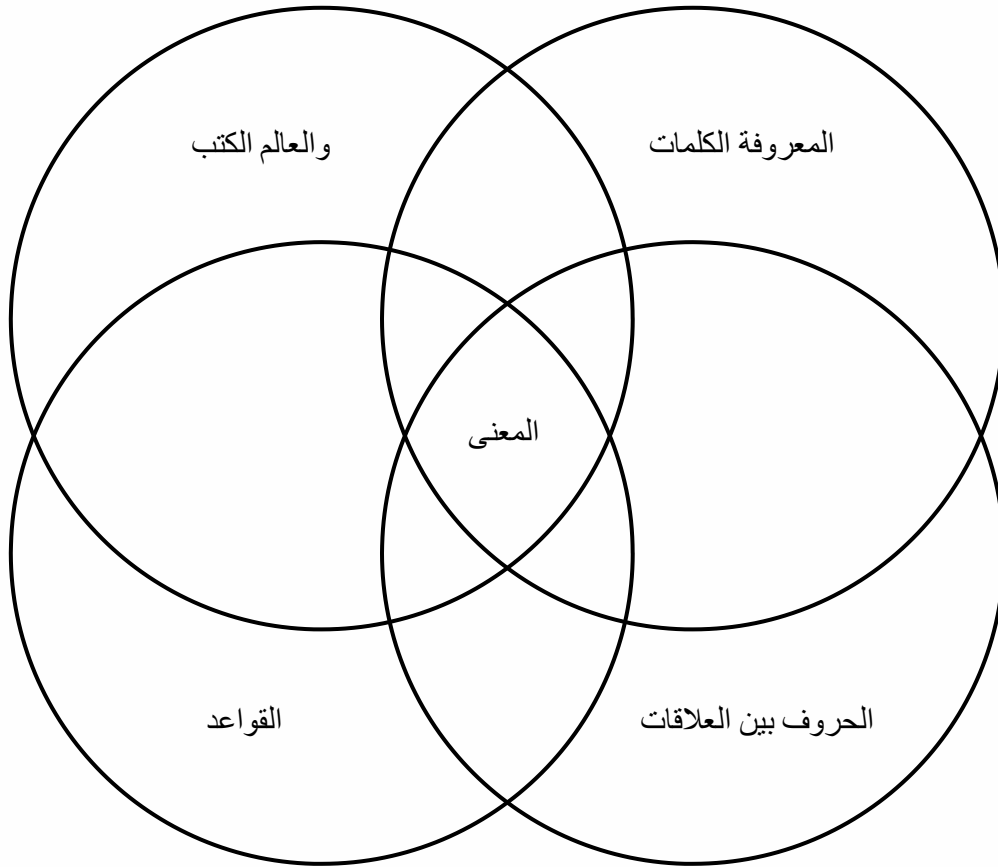 المعروفة الكلمات
والعالم الكتب
المعنى
الحروف بين العلاقات
القواعد